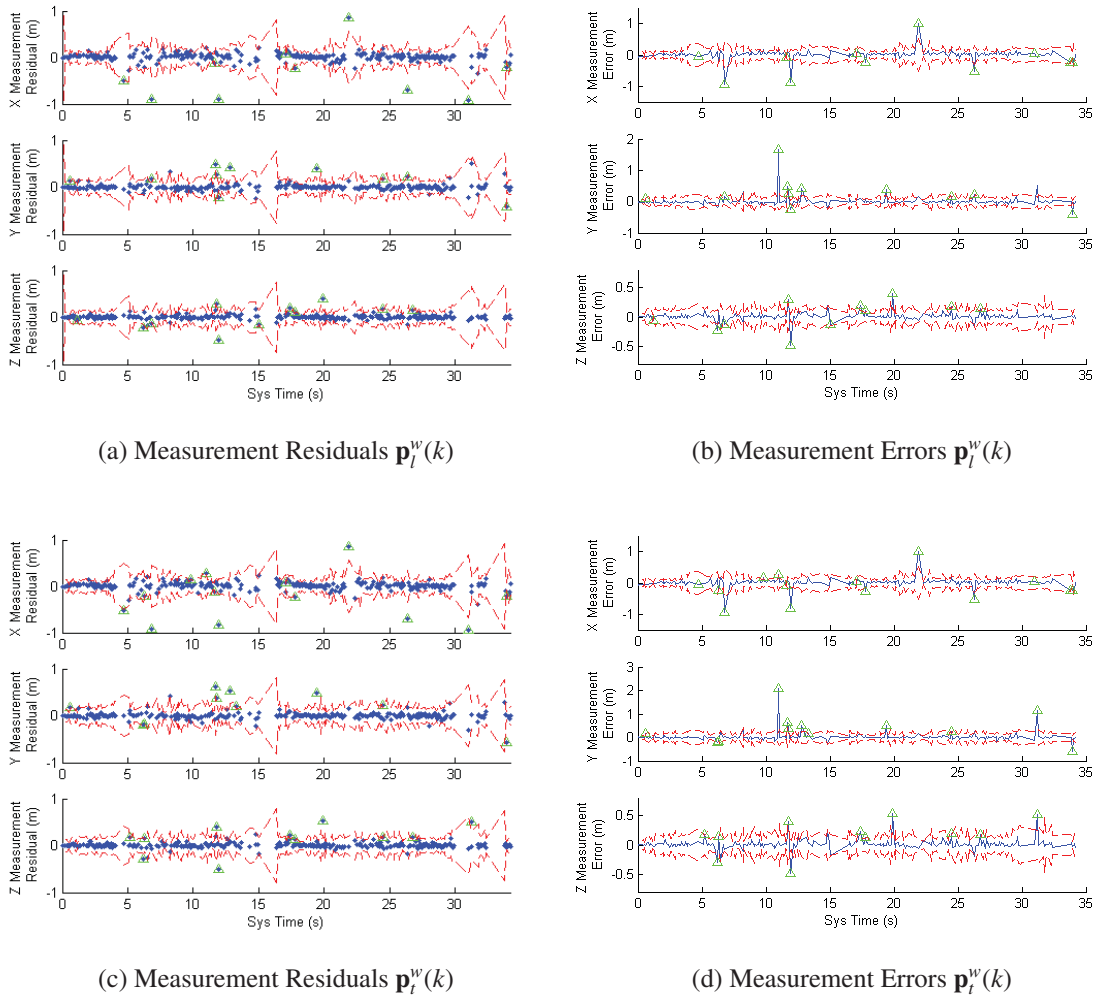 X Measurement
Residual (m)
1
0
-1
0 5 10 15 20 25 30
Y Measurement
Residual (m)
1
0
-1
0 5 10 15 20 25 30
Z Measurement
Residual (m)
1
0
-1
0 5 10 15 20 25 30
Sys Time (s)
(a) Measurement Residuals p_l^w(k)
X Measurement
Error (m)
1
0
-1
0 5 10 15 20 25 30 35
Y Measurement
Error (m)
2
1
0
-1
0 5 10 15 20 25 30 35
Z Measurement
Error (m)
0.5
0
-0.5
0 5 10 15 20 25 30 35
Sys Time (s)
(b) Measurement Errors p_l^w(k)
X Measurement
Residual (m)
1
0
-1
0 5 10 15 20 25 30
Y Measurement
Residual (m)
1
0
-1
0 5 10 15 20 25 30
Z Measurement
Residual (m)
1
0
-1
0 5 10 15 20 25 30
Sys Time (s)
(c) Measurement Residuals p_t^w(k)
X Measurement
Error (m)
1
0
-1
0 5 10 15 20 25 30 35
Y Measurement
Error (m)
3
2
1
0
-1
0 5 10 15 20 25 30 35
Z Measurement
Error (m)
0.5
0
-0.5
0 5 10 15 20 25 30 35
Sys Time (s)
(d) Measurement Errors p_t^w(k)